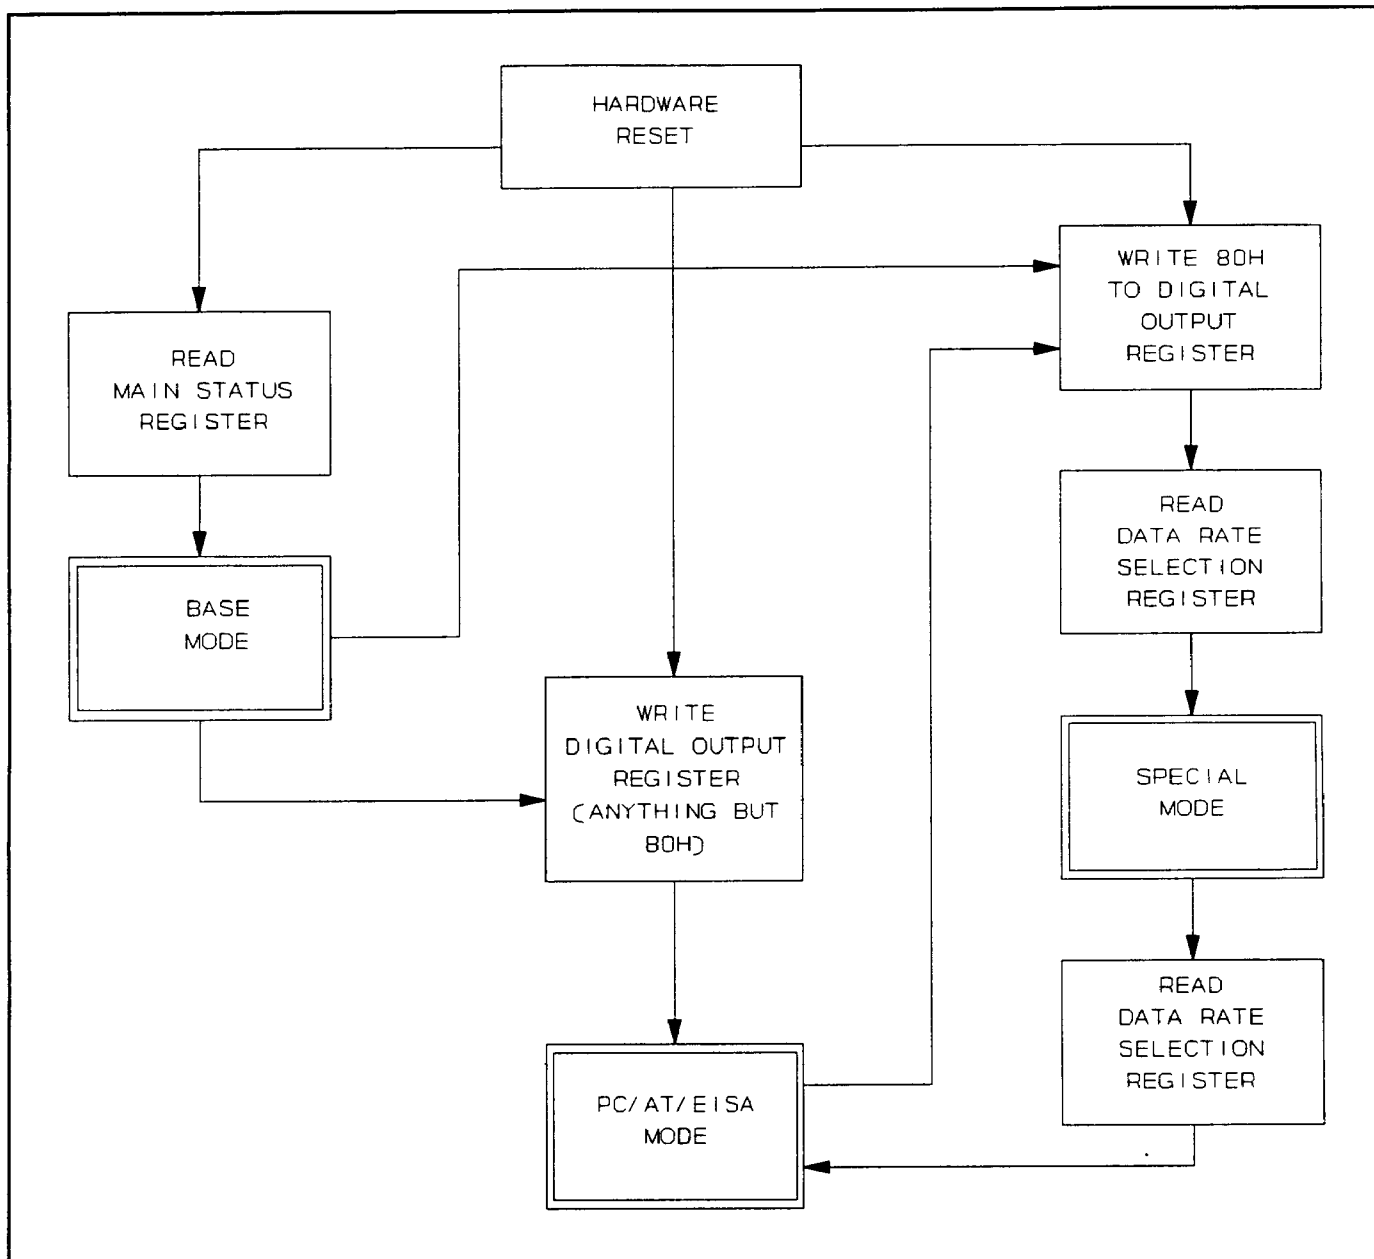 HARDWARE
RESET
WRITE 80H
TO DIGITAL
OUTPUT
REGISTER
READ
MAIN STATUS
REGISTER
READ
DATA RATE
SELECTION
REGISTER
BASE
MODE
WRITE
DIGITAL OUTPUT
REGISTER
(ANYTHING BUT
80H)
SPECIAL
MODE
READ
DATA RATE
SELECTION
REGISTER
PC/AT/EISA
MODE